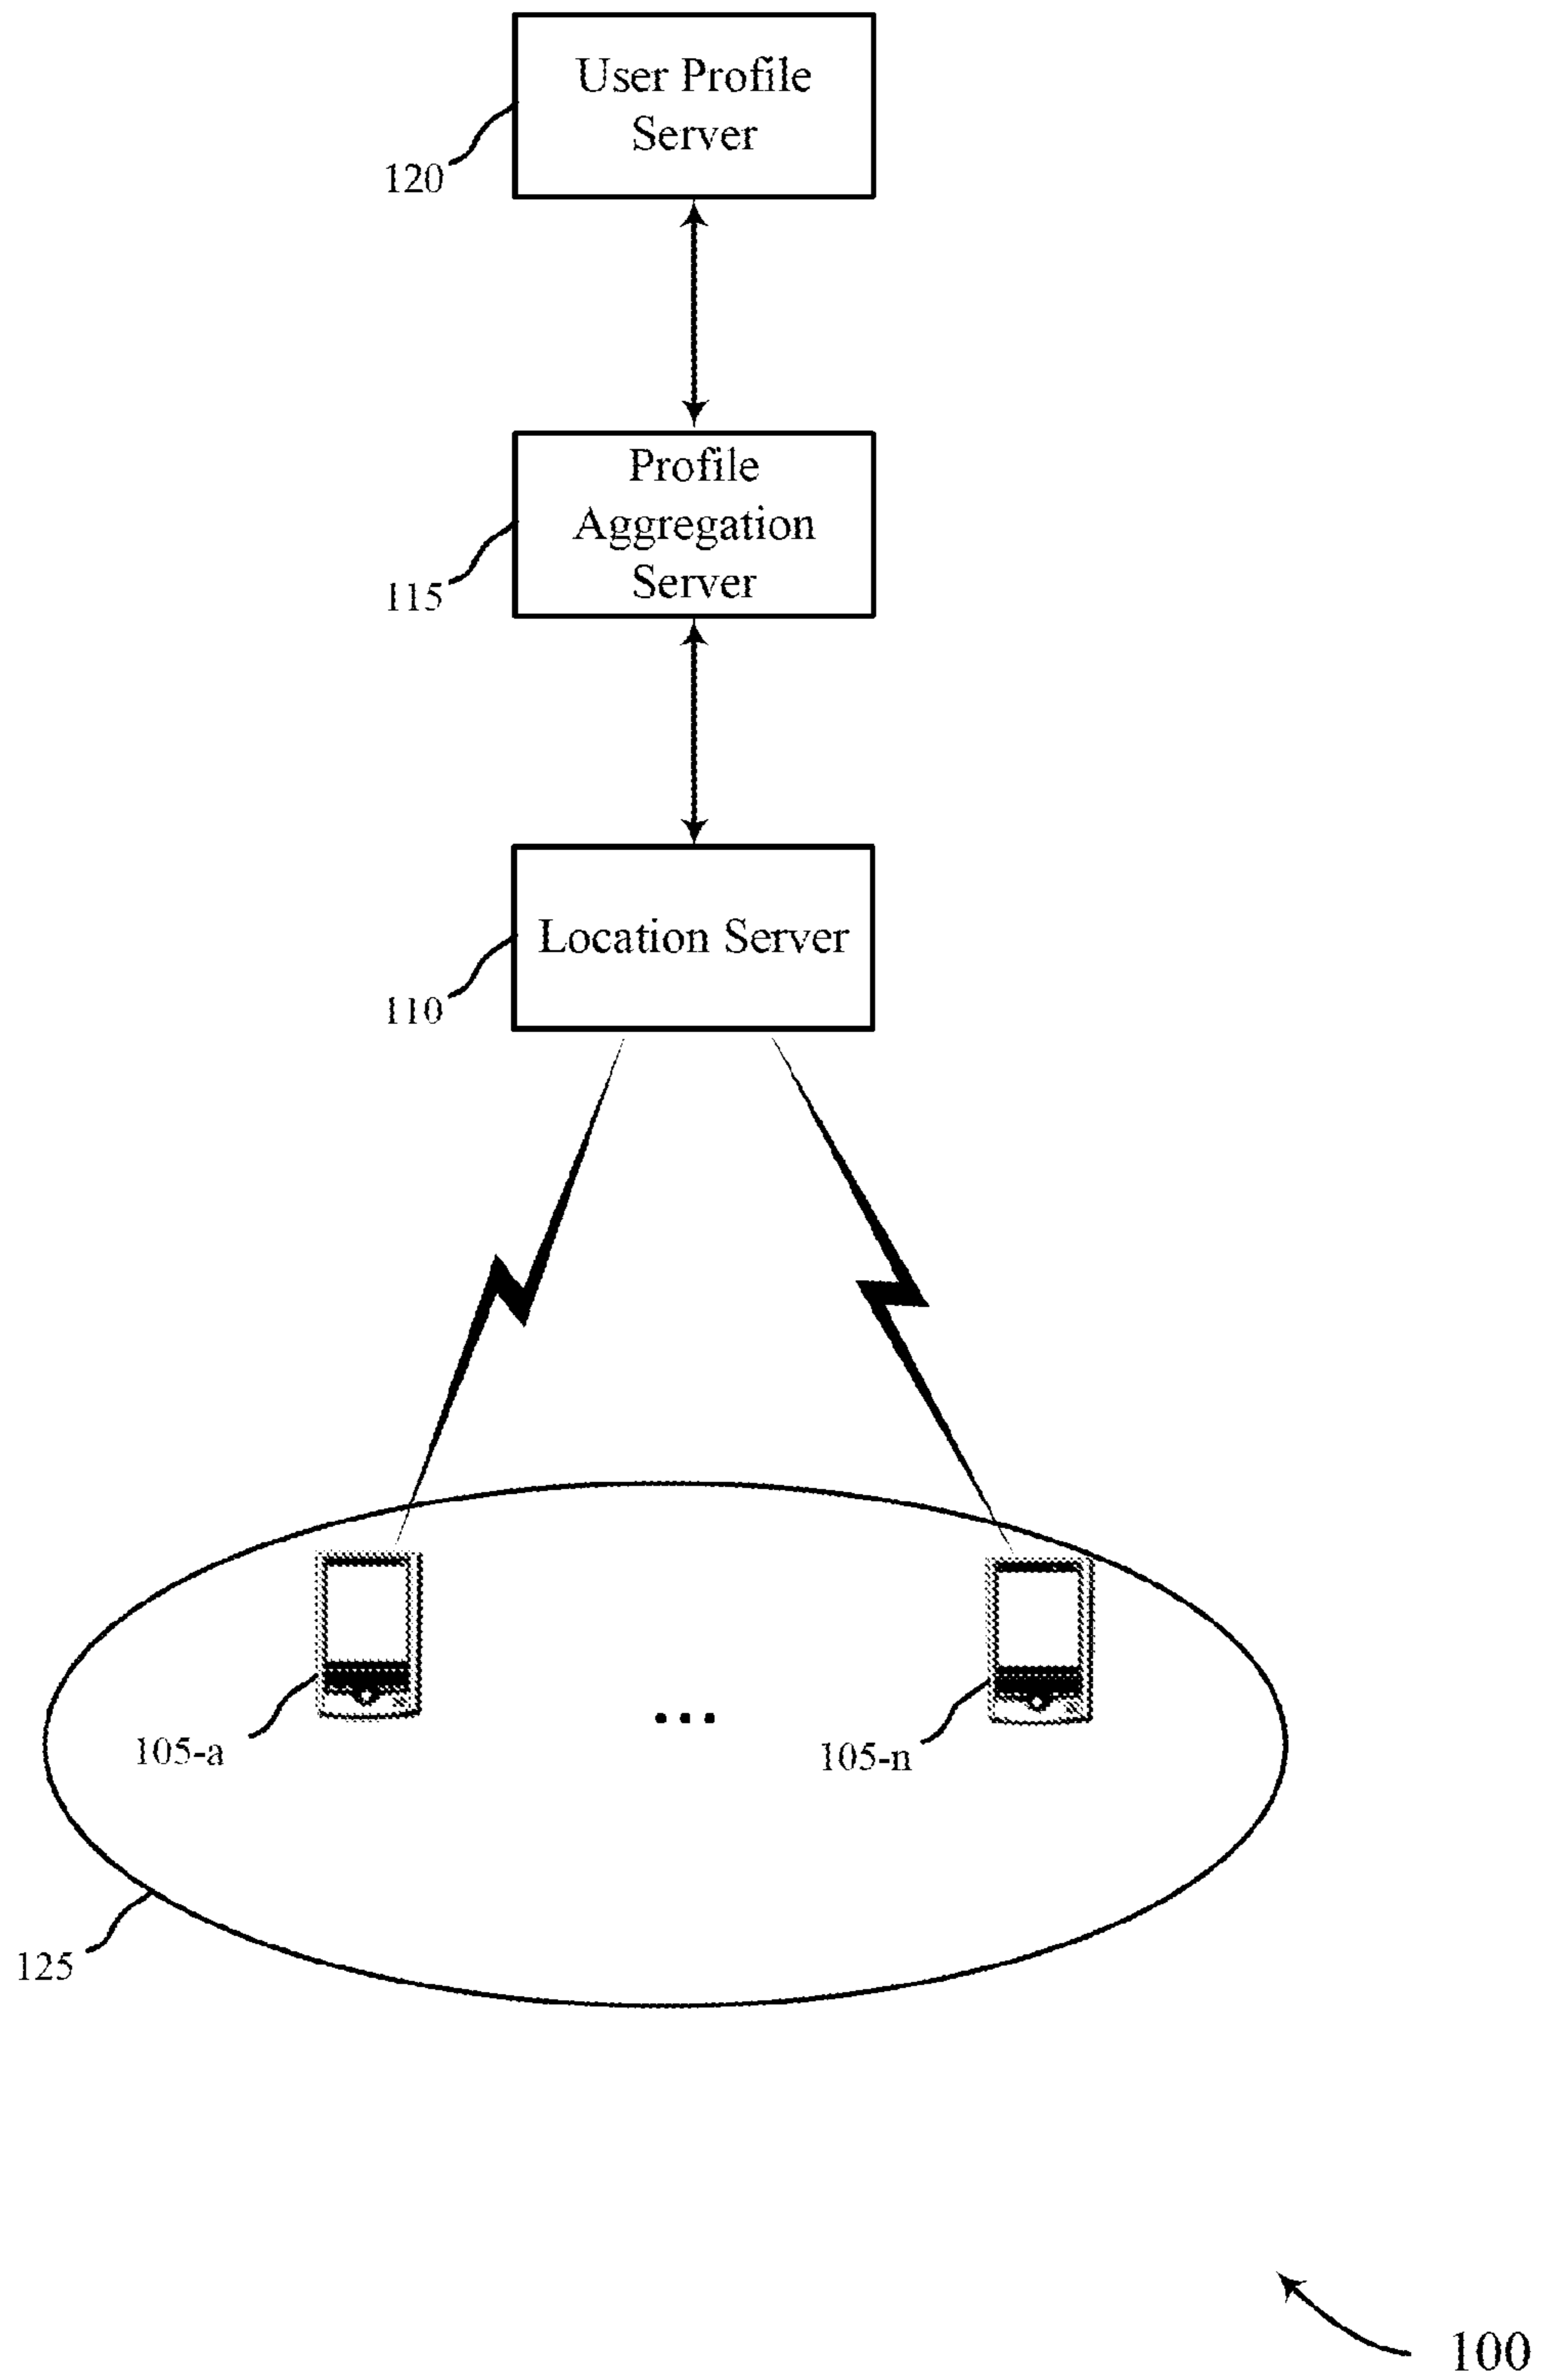 User Profile
Server
120
Profile
Aggregation
Server
115
Location Server
110
105-a
...
105-n
125
100